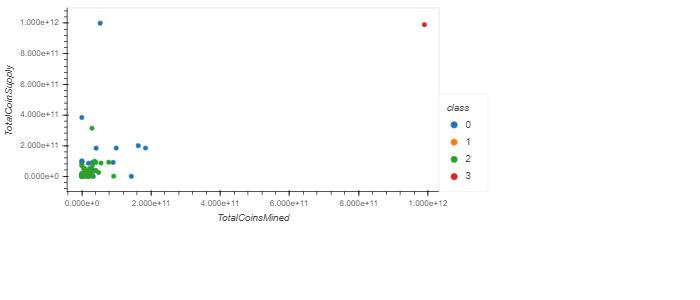 1.000e+12
8.000e+11
6.000e+11
4.000e+11
2.000e+11
0.000e+0
TotalCoinSupply
0.000e+0 2.000e+11 4.000e+11 6.000e+11 8.000e+11 1.000e+12
TotalCoinsMined
class
0
1
2
3